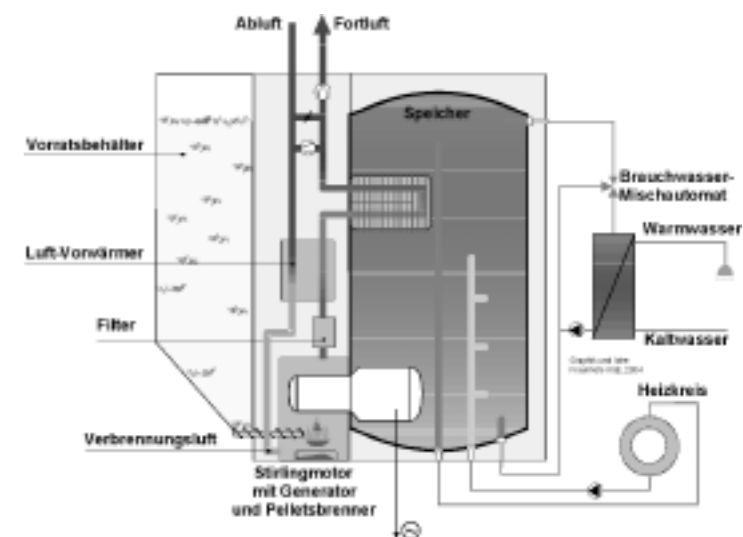 Abluft
Fortluft
Speicher
Vorratsbehälter
Brauchwasser-
Mischautomat
Warmwasser
Luft-Vorwärmer
Filter
Kaltwasser
Heizkreis
Verbrennungsluft
Stirlingmotor
mit Generator
und Pelletsbrenner